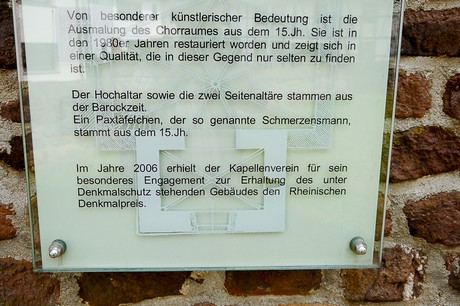 Von besonderer künstlerischer Bedeutung ist die
Ausmalung des Chorraumes aus dem 15.Jh. Sie ist in
den 1980er Jahren restauriert worden und zeigt sich in
einer Qualität, die in dieser Gegend nur selten zu finden
ist.
Der Hochaltar sowie die zwei Seitenaltäre stammen aus
der Barockzeit.
Ein Paxtäfelchen, der so genannte Schmerzensmann,
stammt aus dem 15.Jh.
Im Jahre 2006 erhielt der Kapellenverein für sein
besonderes Engagement zur Erhaltung des unter
Denkmalschutz stehenden Gebäudes den Rheinischen
Denkmalpreis.